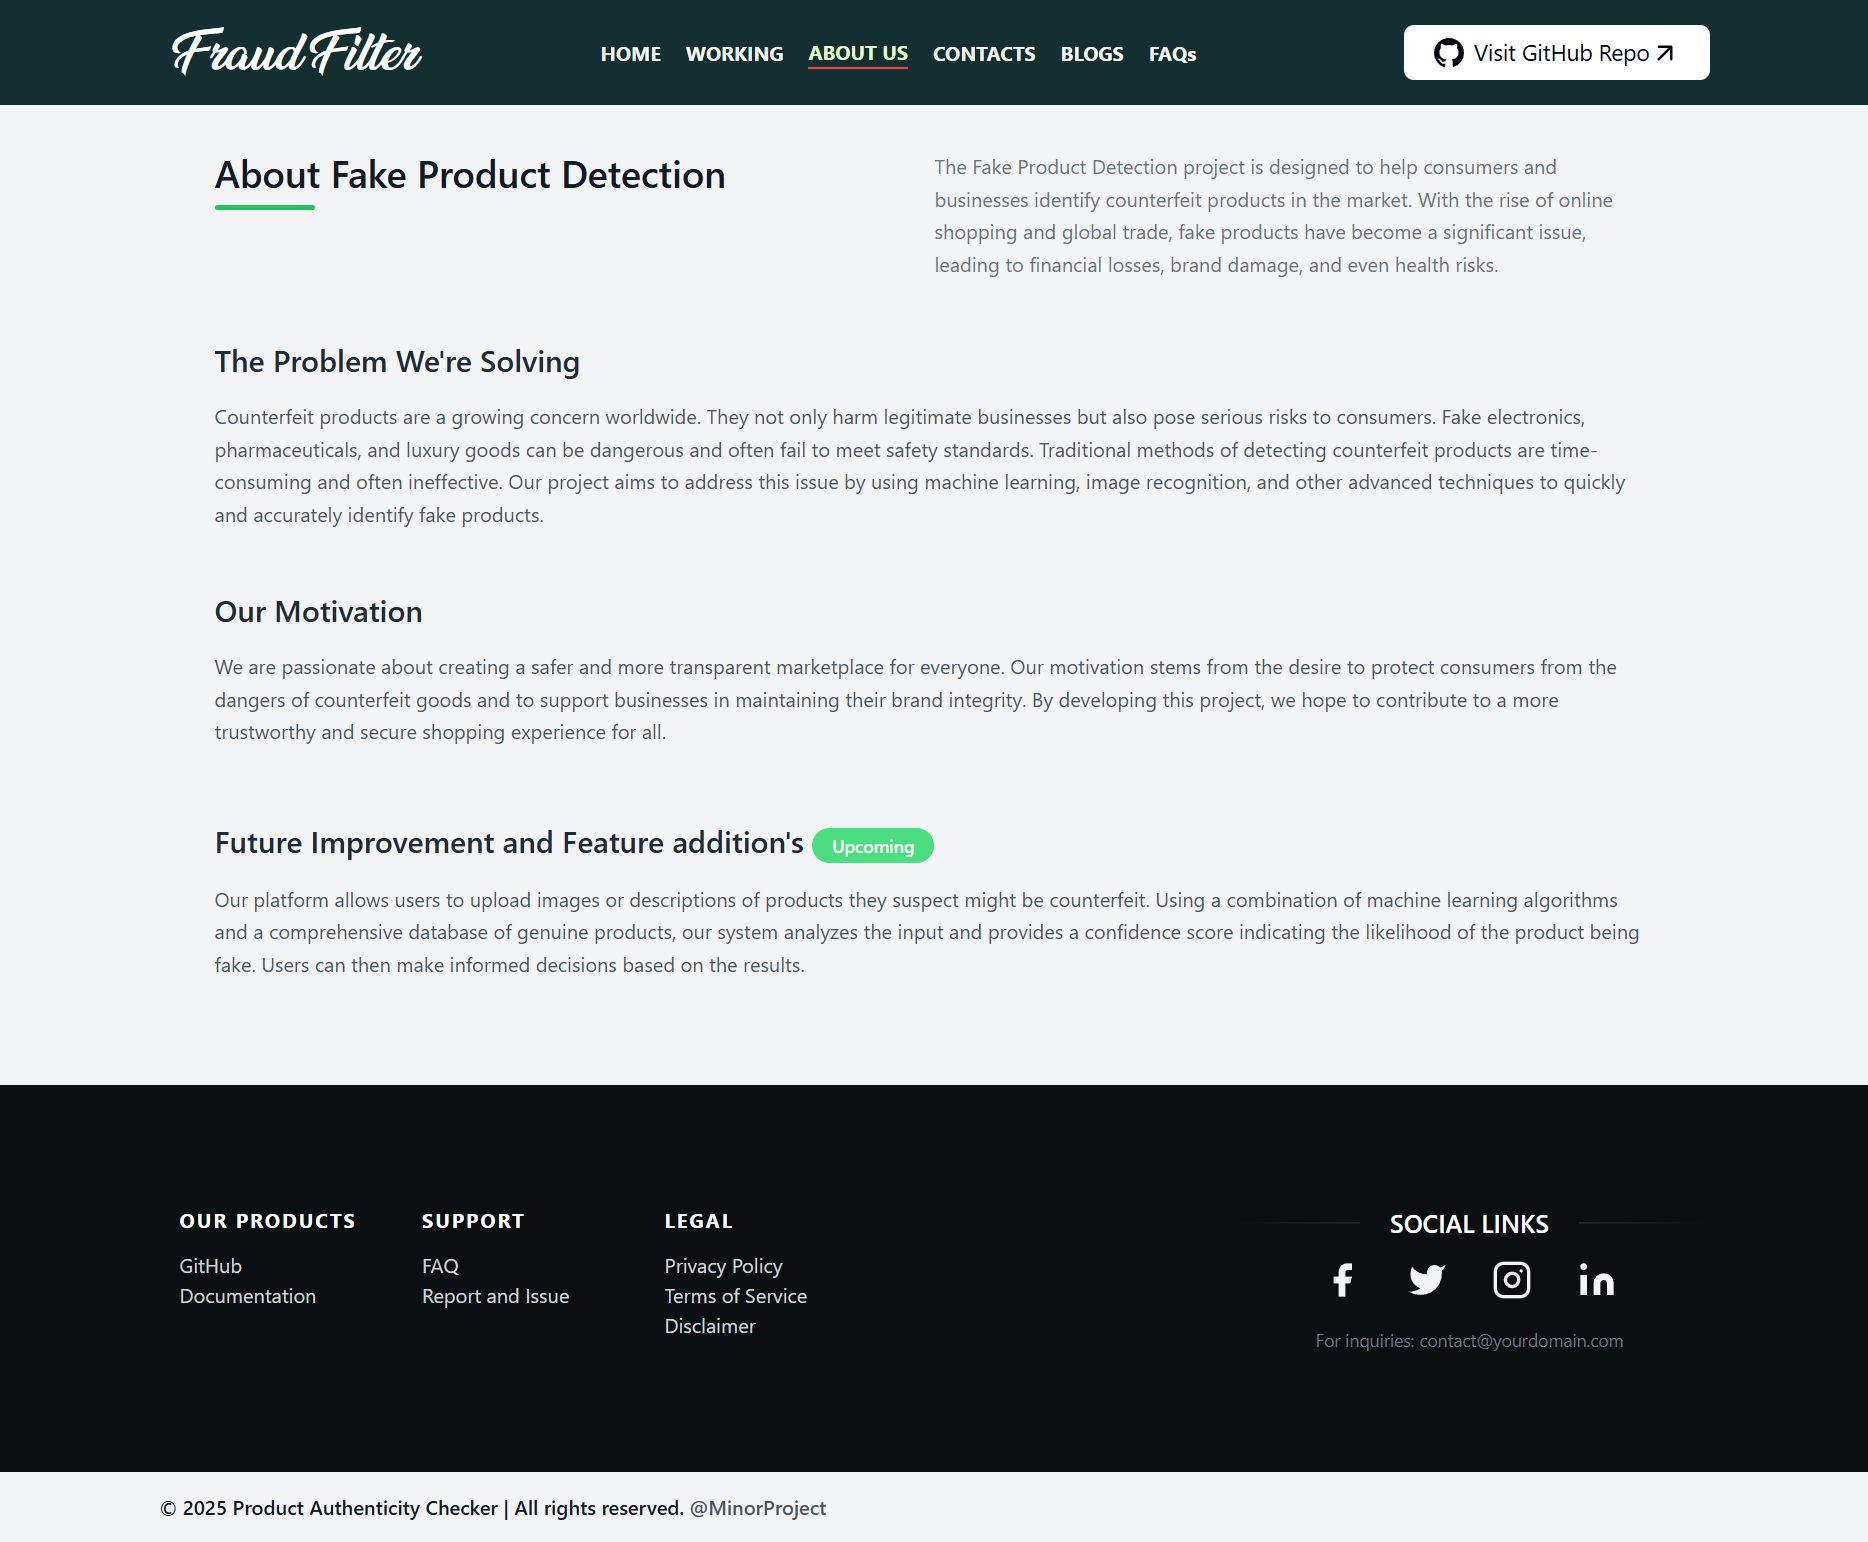 Fraud Filter
HOME WORKING ABOUT US CONTACTS BLOGS FAQs
Visit GitHub Repo
About Fake Product Detection
The Fake Product Detection project is designed to help consumers and
businesses identify counterfeit products in the market. With the rise of online
shopping and global trade, fake products have become a significant issue,
leading to financial losses, brand damage, and even health risks.
The Problem We're Solving
Counterfeit products are a growing concern worldwide. They not only harm legitimate businesses but also pose serious risks to consumers. Fake electronics,
pharmaceuticals, and luxury goods can be dangerous and often fail to meet safety standards. Traditional methods of detecting counterfeit products are time-
consuming and often ineffective. Our project aims to address this issue by using machine learning, image recognition, and other advanced techniques to quickly
and accurately identify fake products.
Our Motivation
We are passionate about creating a safer and more transparent marketplace for everyone. Our motivation stems from the desire to protect consumers from the
dangers of counterfeit goods and to support businesses in maintaining their brand integrity. By developing this project, we hope to contribute to a more
trustworthy and secure shopping experience for all.
Future Improvement and Feature addition's Upcoming
Our platform allows users to upload images or descriptions of products they suspect might be counterfeit. Using a combination of machine learning algorithms
and a comprehensive database of genuine products, our system analyzes the input and provides a confidence score indicating the likelihood of the product being
fake. Users can then make informed decisions based on the results.
OUR PRODUCTS
GitHub
Documentation
SUPPORT
FAQ
Report and Issue
LEGAL
Privacy Policy
Terms of Service
Disclaimer
SOCIAL LINKS
For inquiries: contact@yourdomain.com
© 2025 Product Authenticity Checker | All rights reserved. @MinorProject